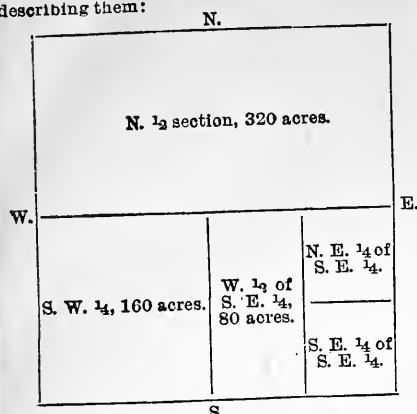 describing them:
N.
N. ½ section, 320 acres.
W.
E.
S. W. ¼, 160 acres.
W. ½ of
S. E. ¼,
80 acres.
N. E. ¼ of
S. E. ¼.
S. E. ¼ of
S. E. ¼.
S.